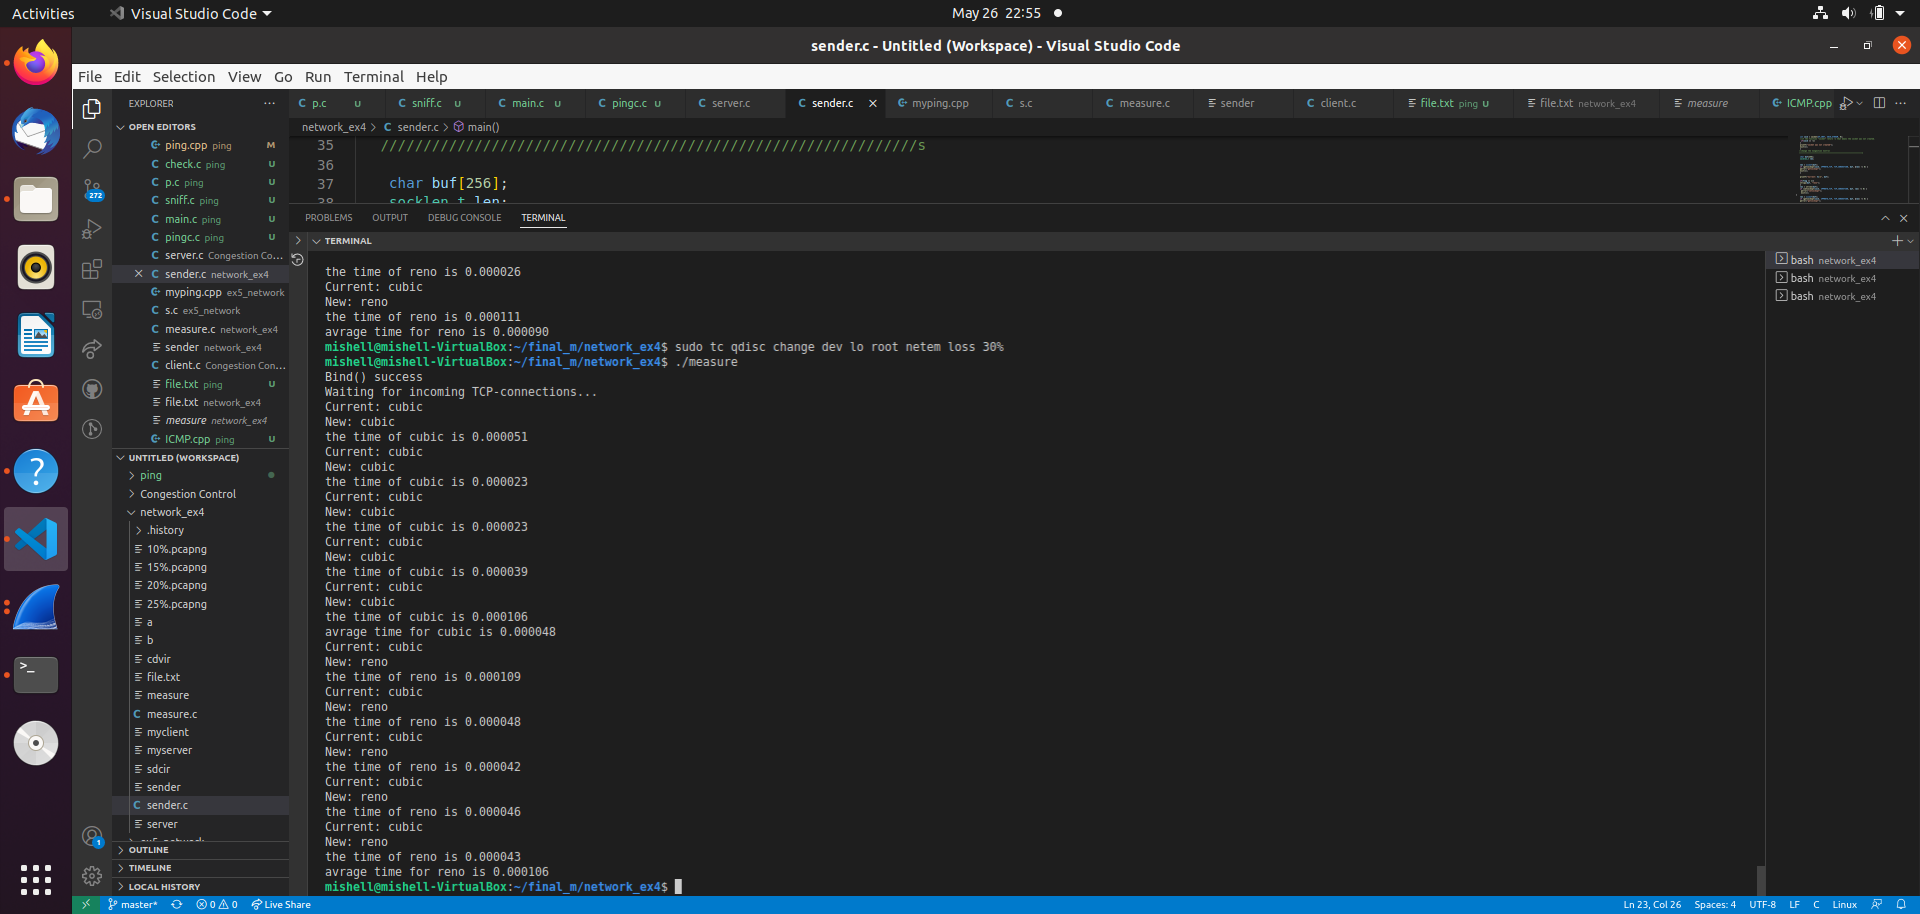 Activities
Visual Studio Code
May 26 22:55
sender.c - Untitled (Workspace) - Visual Studio Code
File Edit Selection View Go Run Terminal Help
EXPLORER
OPEN EDITORS
ping.cpp ping M
check.c ping U
p.c ping U
sniff.c ping U
main.c ping U
pingc.c ping U
server.c Congestion Co...
sender.c network_ex4
myping.cpp ex5_network
s.c ex5_network
measure.c network_ex4
sender network_ex4
client.c Congestion Con...
file.txt ping U
file.txt network_ex4
measure network_ex4
ICMP.cpp ping U
UNTITLED (WORKSPACE)
ping
Congestion Control
network_ex4
.history
10%.pcapng
15%.pcapng
20%.pcapng
25%.pcapng
a
b
cdvir
file.txt
measure
measure.c
myclient
myserver
sdcir
sender
sender.c
server
OUTLINE
TIMELINE
LOCAL HISTORY
272
1
p.c U sniff.c U main.c U pingc.c U server.c sender.c myping.cpp s.c measure.c sender client.c file.txt ping U file.txt network_ex4 measure ICMP.cpp
network_ex4 > sender.c > main()
35 ///////////////////////////////////////////////////////////////s
36
37 char buf[256];
38 socklen_t len;
PROBLEMS OUTPUT DEBUG CONSOLE TERMINAL
TERMINAL
the time of reno is 0.000026
Current: cubic
New: reno
the time of reno is 0.000111
avrage time for reno is 0.000090
mishell@mishell-VirtualBox:~/final_m/network_ex4$ sudo tc qdisc change dev lo root netem loss 30%
mishell@mishell-VirtualBox:~/final_m/network_ex4$ ./measure
Bind() success
Waiting for incoming TCP-connections...
Current: cubic
New: cubic
the time of cubic is 0.000051
Current: cubic
New: cubic
the time of cubic is 0.000023
Current: cubic
New: cubic
the time of cubic is 0.000023
Current: cubic
New: cubic
the time of cubic is 0.000039
Current: cubic
New: cubic
the time of cubic is 0.000106
avrage time for cubic is 0.000048
Current: cubic
New: reno
the time of reno is 0.000109
Current: cubic
New: reno
the time of reno is 0.000048
Current: cubic
New: reno
the time of reno is 0.000042
Current: cubic
New: reno
the time of reno is 0.000046
Current: cubic
New: reno
the time of reno is 0.000043
avrage time for reno is 0.000106
mishell@mishell-VirtualBox:~/final_m/network_ex4$
bash network_ex4
bash network_ex4
bash network_ex4
master* 0 0 Live Share
Ln 23, Col 26 Spaces: 4 UTF-8 LF C Linux